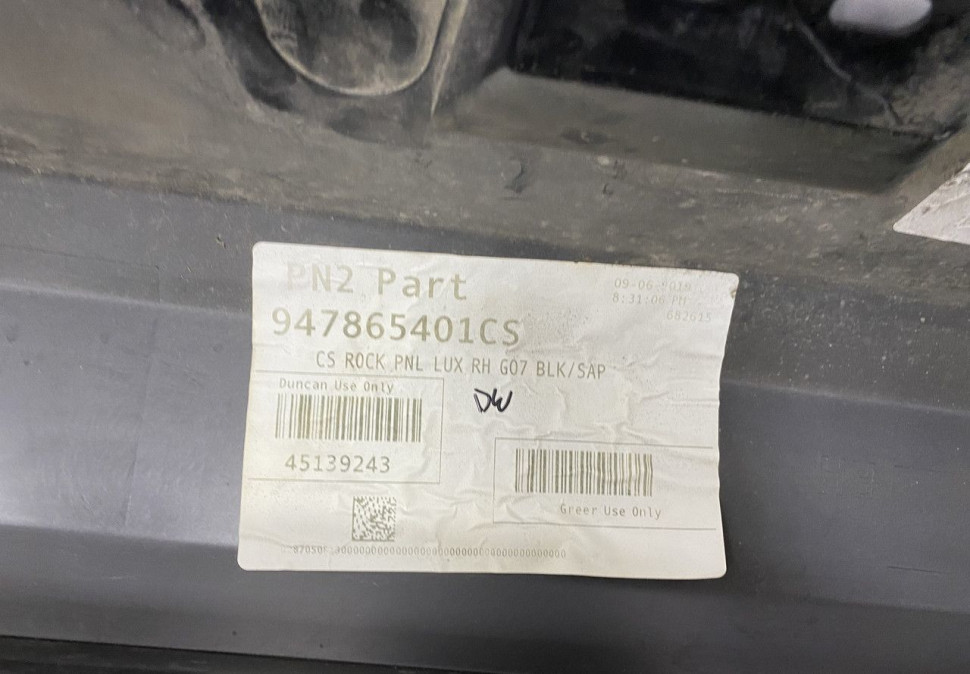 PN2 Part
09-06-2019
8:31:06 PM
682615
947865401CS
CS ROCK PNL LUX RH G07 BLK/SAP
Duncan Use Only
DW
45139243
Greer Use Only